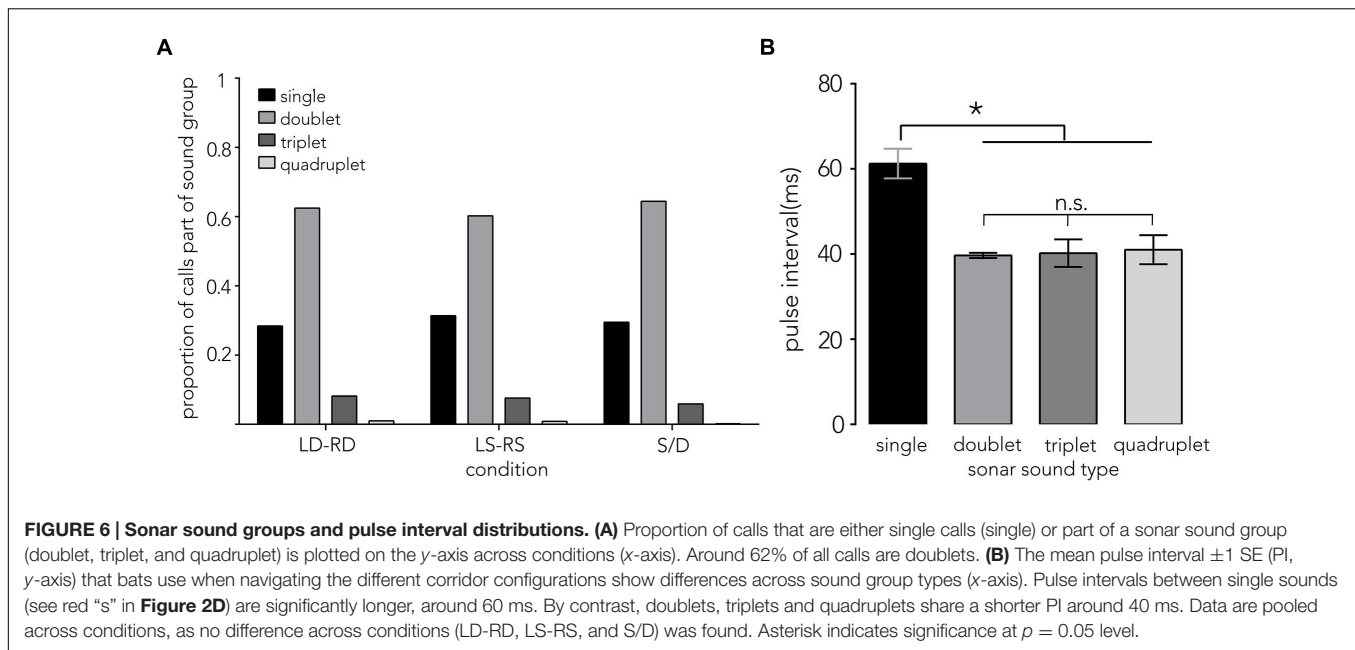 A
proportion of calls part of sound group
1
0.8
0.6
0.4
0.2
single
doublet
triplet
quadruplet
LD-RD
LS-RS
S/D
condition
B
pulse interval(ms)
80
60
40
20
0
*
n.s.
single
doublet
triplet
quadruplet
sonar sound type
FIGURE 6 | Sonar sound groups and pulse interval distributions. (A) Proportion of calls that are either single calls (single) or part of a sonar sound group
(doublet, triplet, and quadruplet) is plotted on the y-axis across conditions (x-axis). Around 62% of all calls are doublets. (B) The mean pulse interval ±1 SE (PI,
y-axis) that bats use when navigating the different corridor configurations show differences across sound group types (x-axis). Pulse intervals between single sounds
(see red “s” in Figure 2D) are significantly longer, around 60 ms. By contrast, doublets, triplets and quadruplets share a shorter PI around 40 ms. Data are pooled
across conditions, as no difference across conditions (LD-RD, LS-RS, and S/D) was found. Asterisk indicates significance at p = 0.05 level.